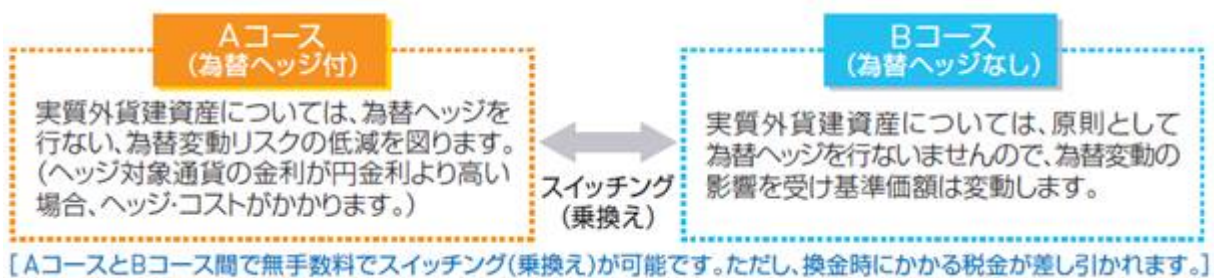 Aコース
(為替ヘッジ付)
実質外貨建資産については、為替ヘッジを
行ない、為替変動リスクの低減を図ります。
(ヘッジ対象通貨の金利が円金利より高い
場合、ヘッジ・コストがかかります。)
スイッチング
(乗換え)
Bコース
(為替ヘッジなし)
実質外貨建資産については、原則として
為替ヘッジを行ないませんので、為替変動の
影響を受け基準価額は変動します。
[AコースとBコース間で無手数料でスイッチング(乗換え)が可能です。ただし、換金時にかかる税金が差し引かれます。]